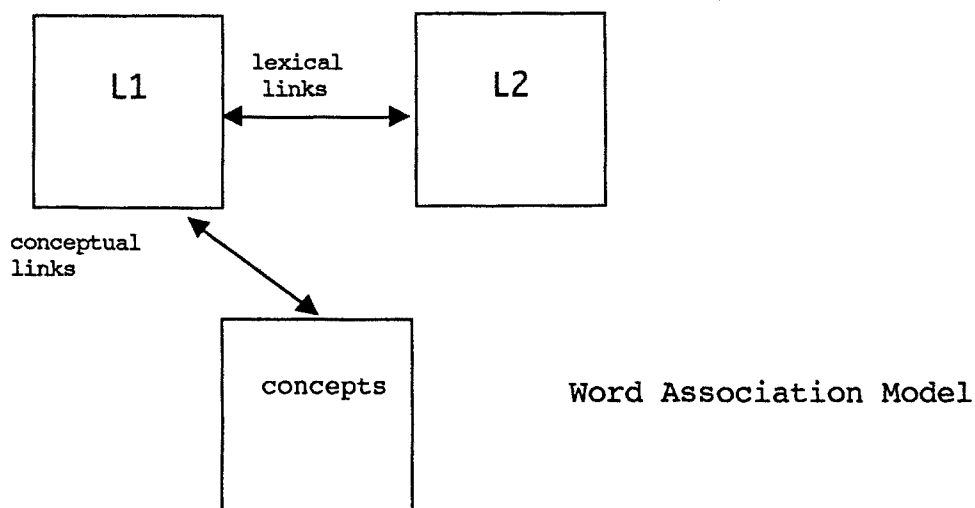 L1
lexical
links
L2
conceptual
links
concepts
Word Association Model